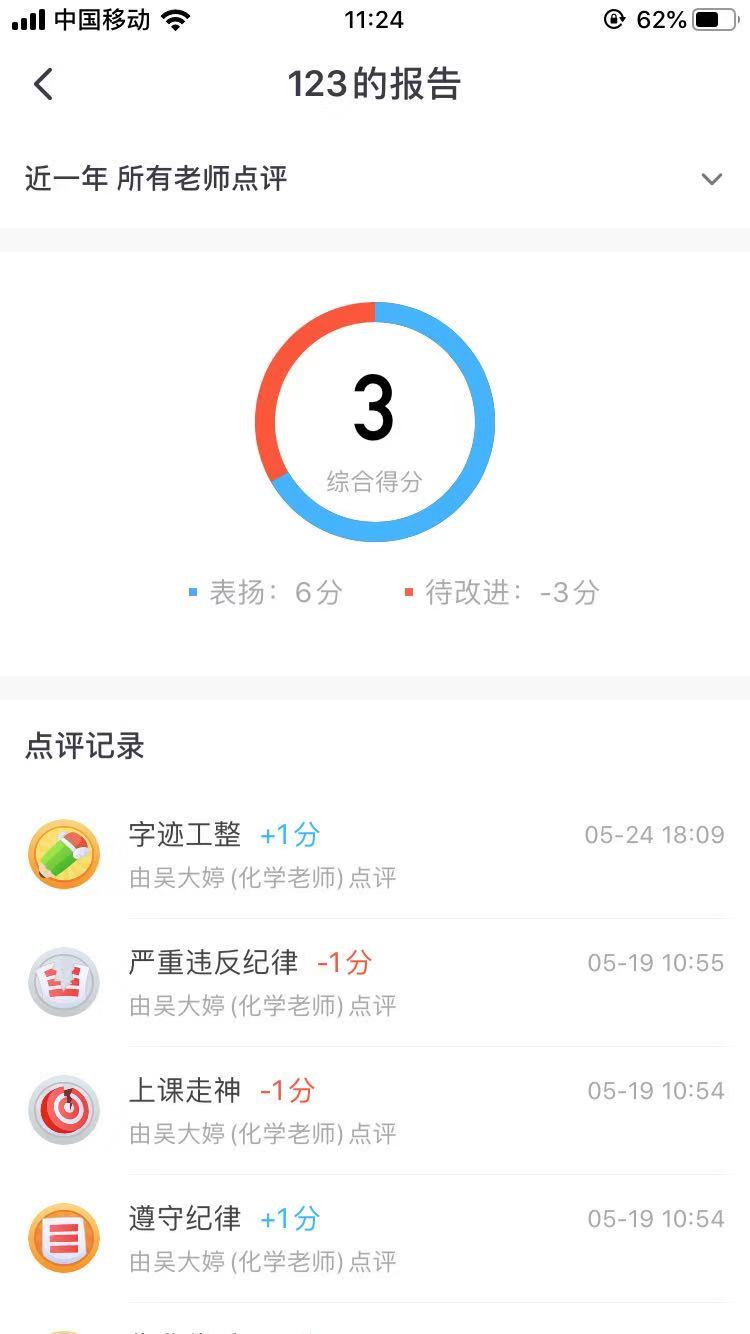 中国移动 11:24 62%
123的报告
近一年 所有老师点评
3
综合得分
表扬：6分 待改进：-3分
点评记录
字迹工整 +1分 05-24 18:09
由吴大婷(化学老师)点评
严重违反纪律 -1分 05-19 10:55
由吴大婷(化学老师)点评
上课走神 -1分 05-19 10:54
由吴大婷(化学老师)点评
遵守纪律 +1分 05-19 10:54
由吴大婷(化学老师)点评